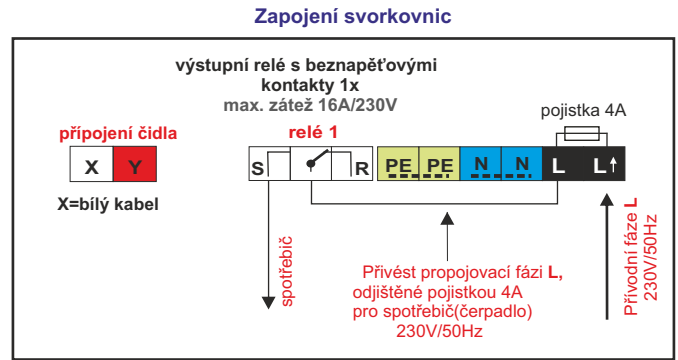 Zapojení svorkovnic
výstupní relé s beznapěťovými
kontakty 1x
max. zátěž 16A/230V
pojistka 4A
přípojení čidla
relé 1
X Y
S R PE PE N N L L↑
X=bílý kabel
spotřebič
Přivést propojovací fázi L,
odjištěné pojistkou 4A
pro spotřebič(čerpadlo)
230V/50Hz
Přívodní fáze L
230V/50Hz